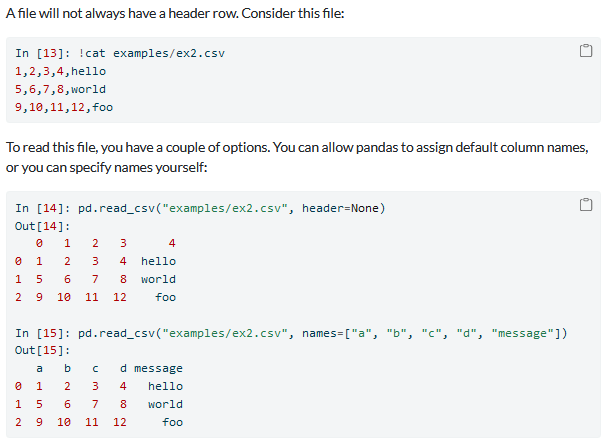 A file will not always have a header row. Consider this file:
In [13]: !cat examples/ex2.csv
1,2,3,4,hello
5,6,7,8,world
9,10,11,12,foo
To read this file, you have a couple of options. You can allow pandas to assign default column names,
or you can specify names yourself:
In [14]: pd.read_csv("examples/ex2.csv", header=None)
Out[14]:
   0   1   2   3      4
0  1   2   3   4  hello
1  5   6   7   8  world
2  9  10  11  12    foo
In [15]: pd.read_csv("examples/ex2.csv", names=["a", "b", "c", "d", "message"])
Out[15]:
   a   b   c   d message
0  1   2   3   4   hello
1  5   6   7   8   world
2  9  10  11  12     foo